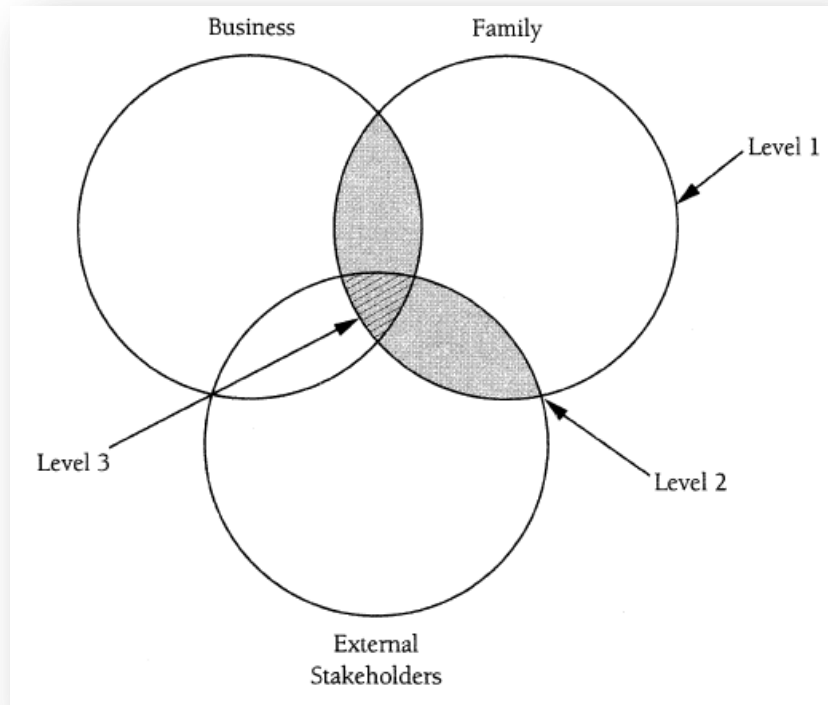 Business
Family
Level 1
Level 3
Level 2
External
Stakeholders